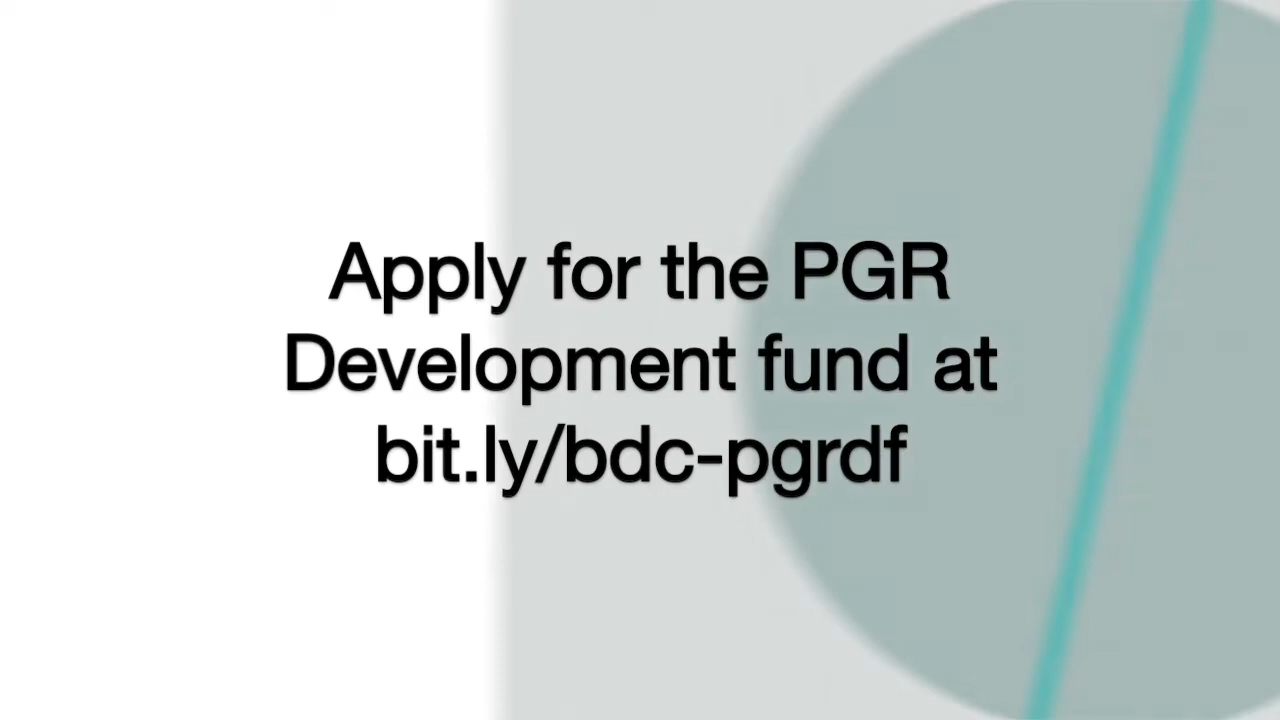 Apply for the PGR
Development fund at
bit.ly/bdc-pgrdf